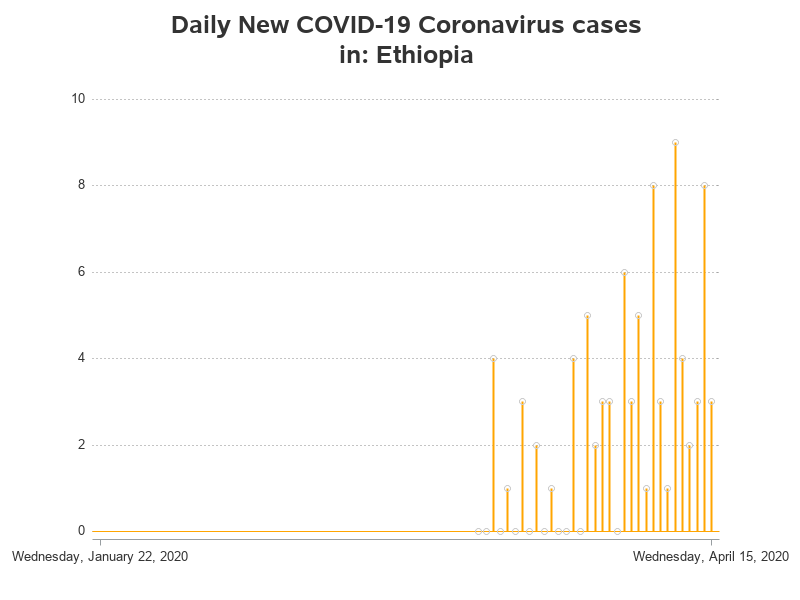 Daily New COVID-19 Coronavirus cases
in: Ethiopia
10
8
6
4
2
0
Wednesday, January 22, 2020
Wednesday, April 15, 2020